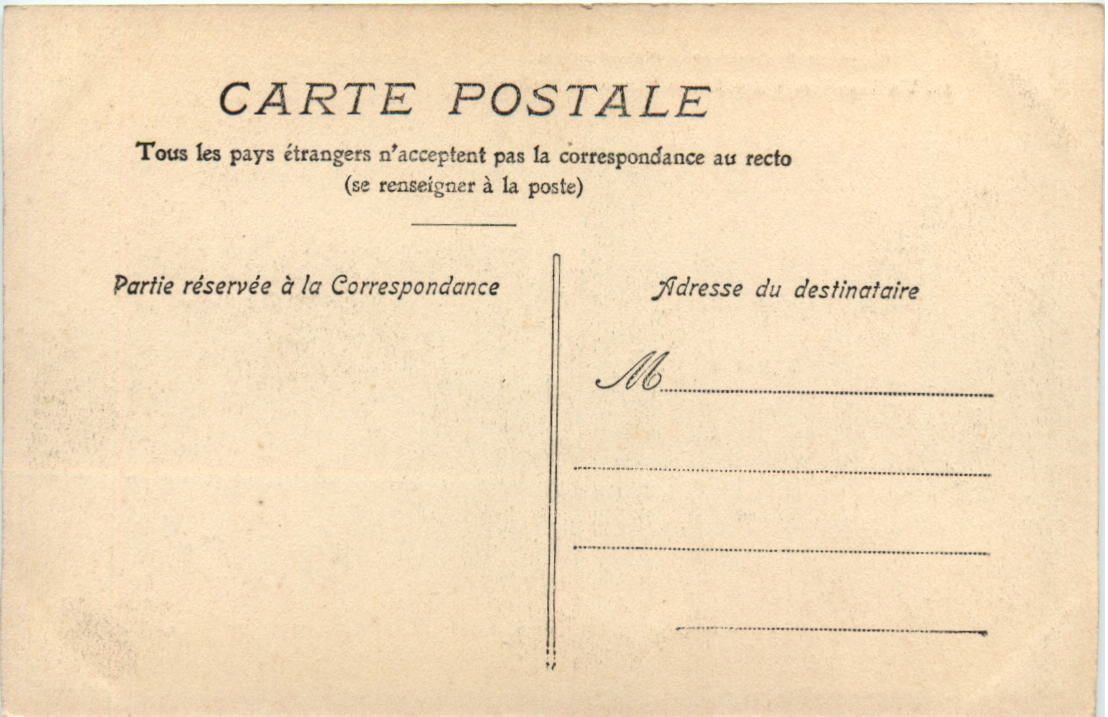 CARTE POSTALE
Tous les pays étrangers n'acceptent pas la correspondance au recto
(se renseigner à la poste)
Partie réservée à la Correspondance
Adresse du destinataire
M